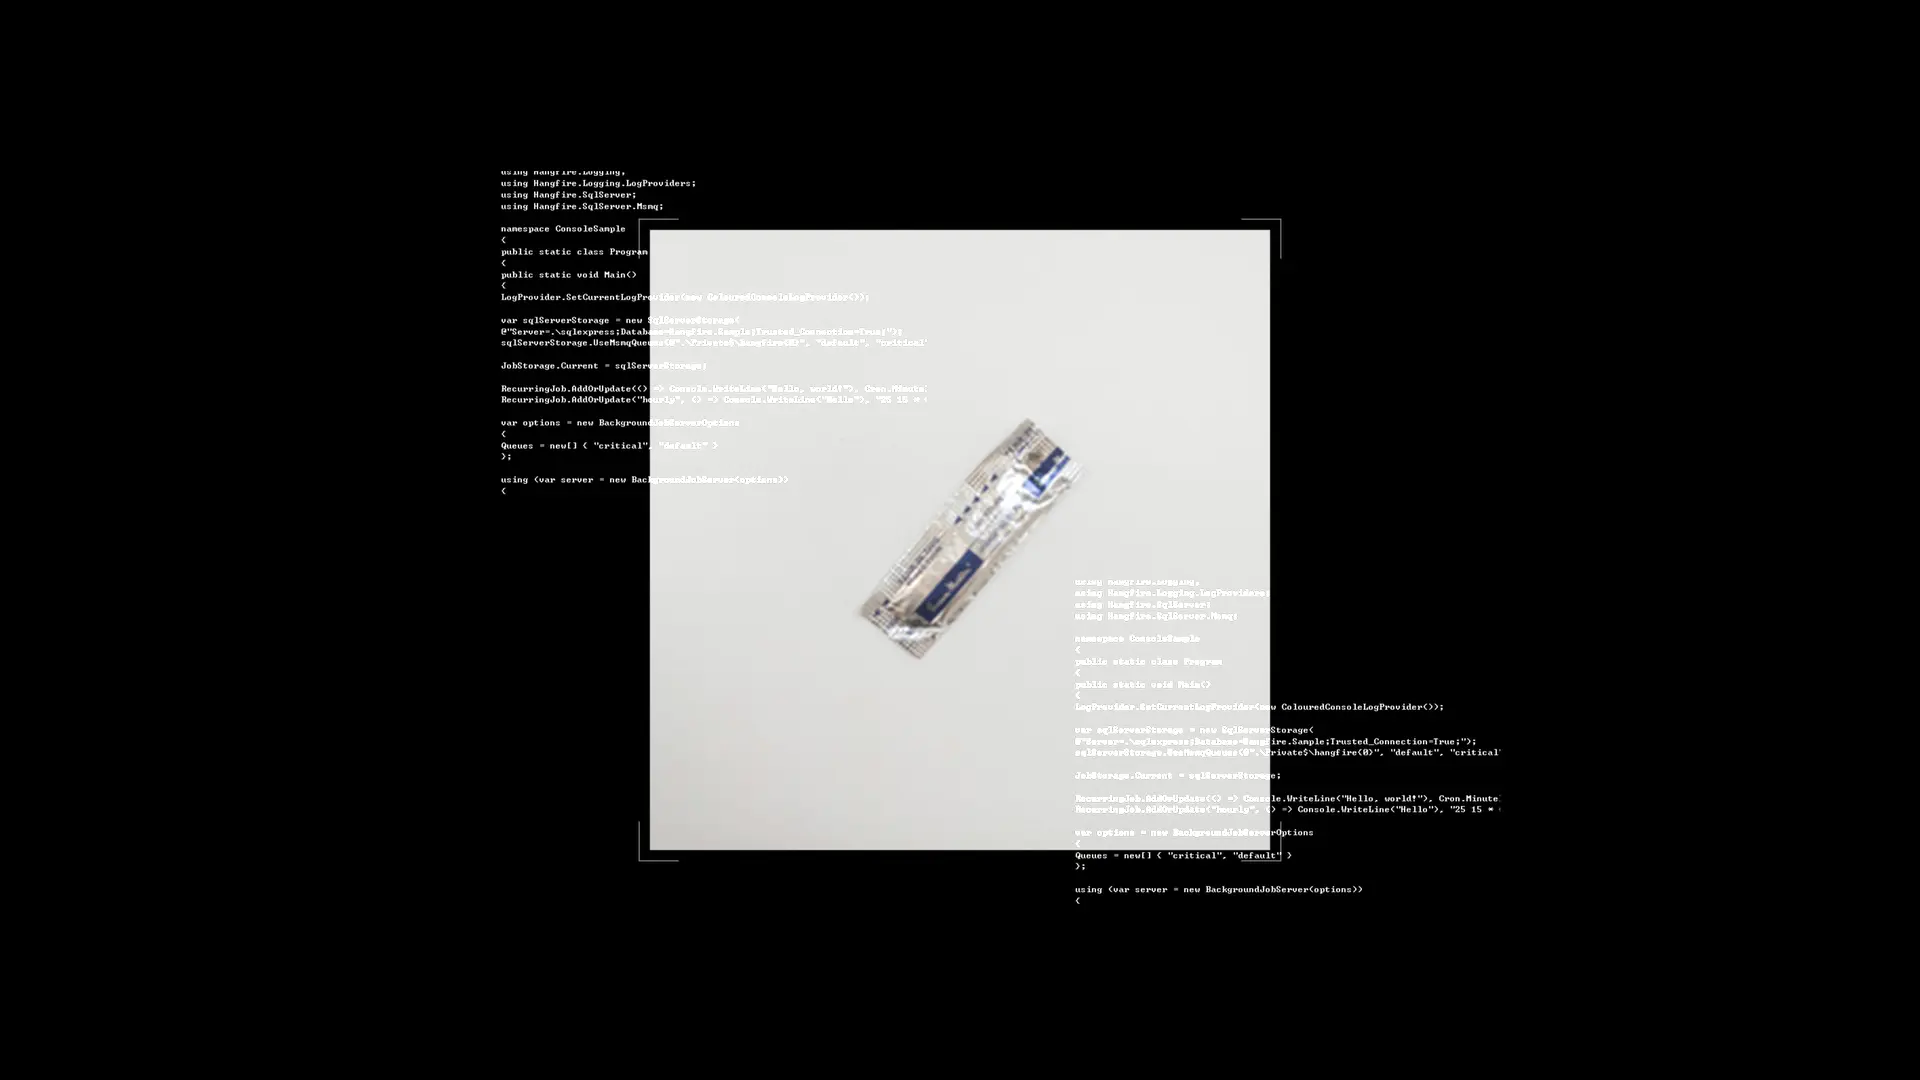 using Hangfire.Logging;
using Hangfire.Logging.LogProviders;
using Hangfire.SqlServer;
using Hangfire.SqlServer.Msmq;
namespace ConsoleSample
{
public static class Program
{
public static void Main()
{
LogProvider.SetCurrentLogProvider(new ColouredConsoleLogProvider());
var sqlServerStorage = new SqlServerStorage(
@"Server=.\sqlexpress;Database=Hangfire.Sample;Trusted_Connection=True;");
sqlServerStorage.UseMsmqQueues(@".\Private$\hangfire{0}", "default", "critical"
JobStorage.Current = sqlServerStorage;
RecurringJob.AddOrUpdate(() => Console.WriteLine("Hello, world!"), Cron.Minute
RecurringJob.AddOrUpdate("hourly", () => Console.WriteLine("Hello"), "25 15 *
var options = new BackgroundJobServerOptions
{
Queues = new[] { "critical", "default" }
};
using (var server = new BackgroundJobServer(options))
{
using Hangfire.Logging;
using Hangfire.Logging.LogProviders;
using Hangfire.SqlServer;
using Hangfire.SqlServer.Msmq;
namespace ConsoleSample
{
public static class Program
{
public static void Main()
{
LogProvider.SetCurrentLogProvider(new ColouredConsoleLogProvider());
var sqlServerStorage = new SqlServerStorage(
@"Server=.\sqlexpress;Database=Hangfire.Sample;Trusted_Connection=True;");
sqlServerStorage.UseMsmqQueues(@".\Private$\hangfire{0}", "default", "critical"
JobStorage.Current = sqlServerStorage;
RecurringJob.AddOrUpdate(() => Console.WriteLine("Hello, world!"), Cron.Minute
RecurringJob.AddOrUpdate("hourly", () => Console.WriteLine("Hello"), "25 15 *
var options = new BackgroundJobServerOptions
{
Queues = new[] { "critical", "default" }
};
using (var server = new BackgroundJobServer(options))
{